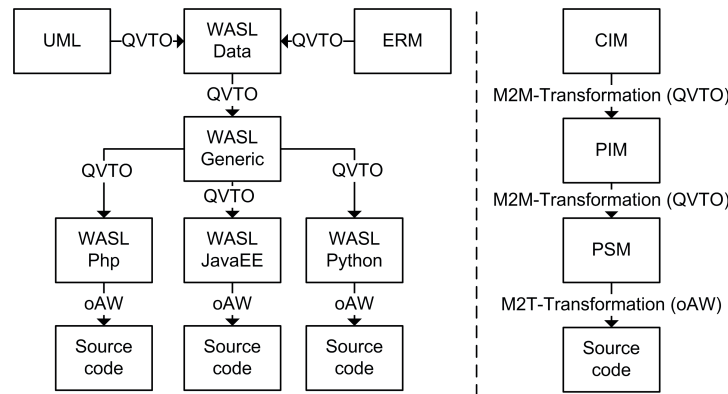 UML
QVTO
WASL
Data
QVTO
ERM
QVTO
WASL
Generic
QVTO
QVTO
QVTO
WASL
Php
WASL
JavaEE
WASL
Python
oAW
oAW
oAW
Source
code
Source
code
Source
code
CIM
M2M-Transformation (QVTO)
PIM
M2M-Transformation (QVTO)
PSM
M2T-Transformation (oAW)
Source
code